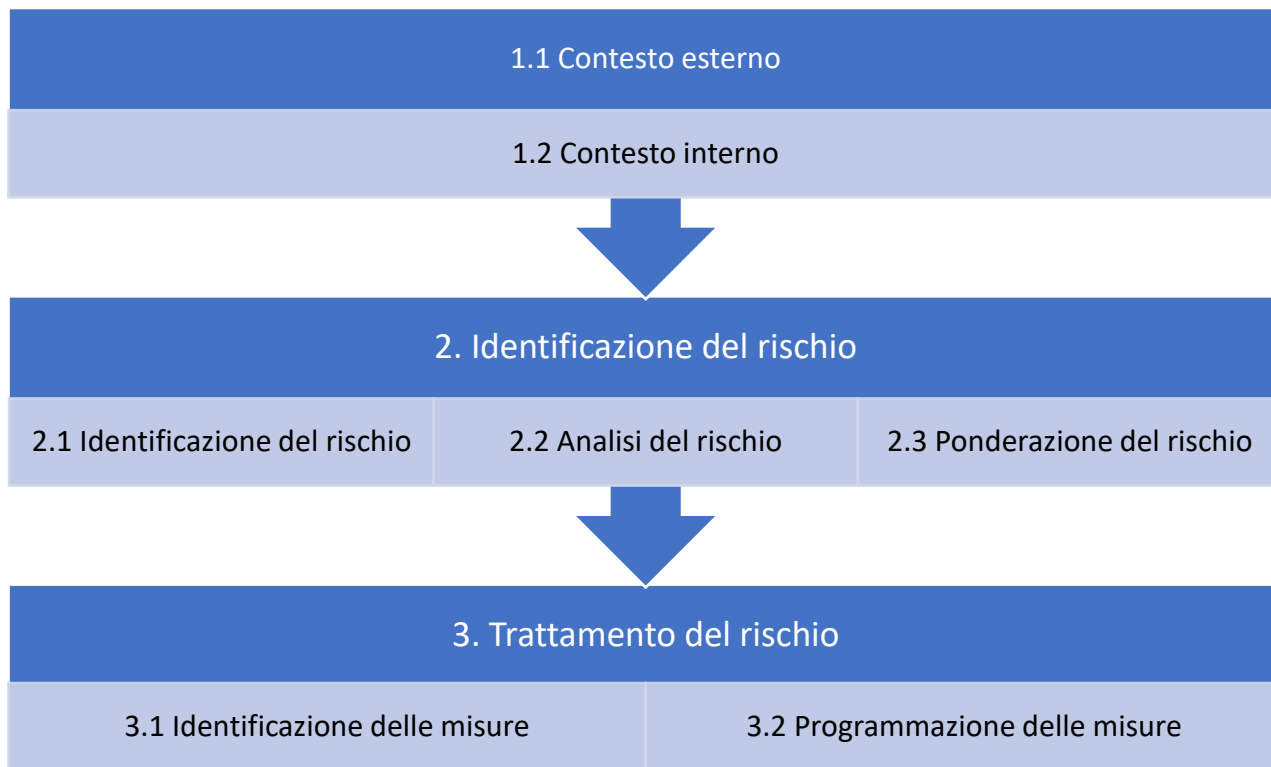 1.1 Contesto esterno
1.2 Contesto interno
2. Identificazione del rischio
2.1 Identificazione del rischio
2.2 Analisi del rischio
2.3 Ponderazione del rischio
3. Trattamento del rischio
3.1 Identificazione delle misure
3.2 Programmazione delle misure